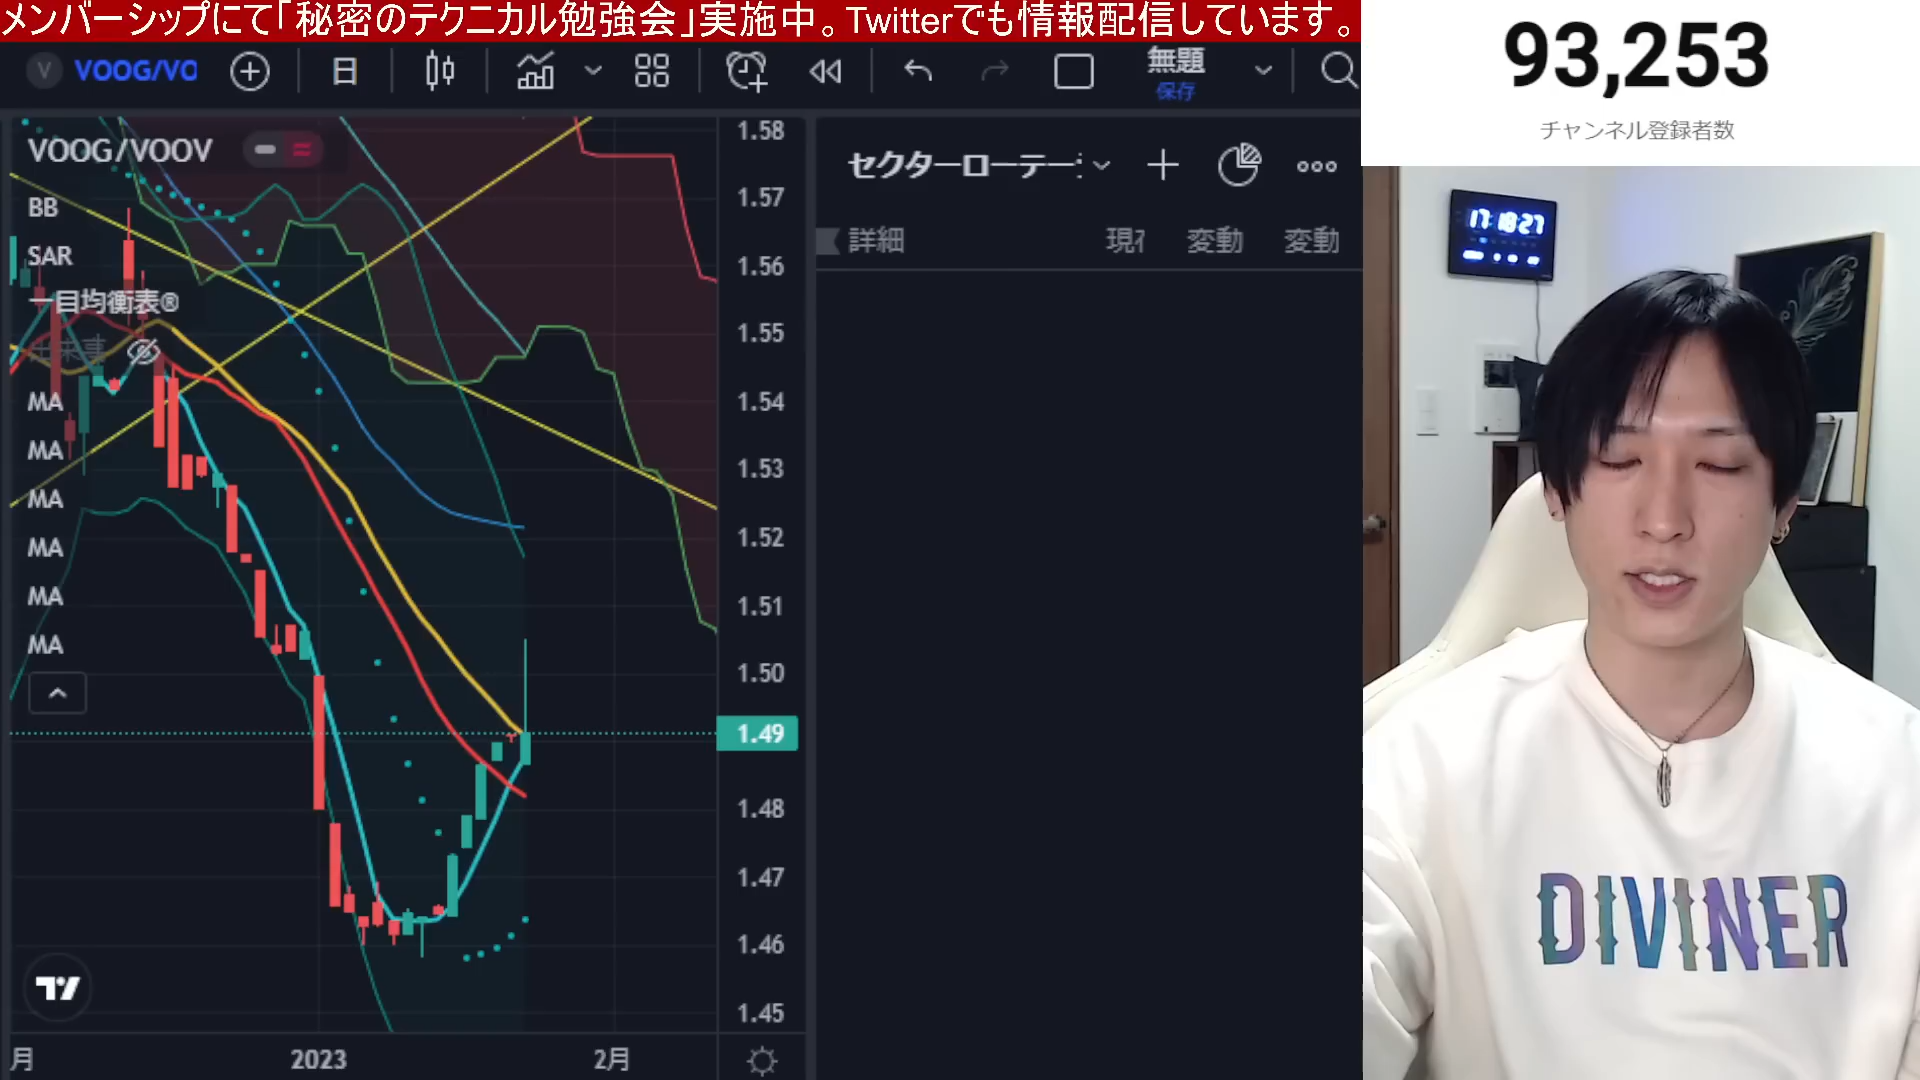 メンバーシップにて「秘密のテクニカル勉強会」実施中。Twitterでも情報配信しています。
93,253
チャンネル登録者数
V VOOG/VO
日
無題
保存
VOOG/VOOV
BB
SAR
一目均衡表®
MA
MA
MA
MA
MA
MA
1.58
1.57
1.56
1.55
1.54
1.53
1.52
1.51
1.50
1.49
1.48
1.47
1.46
1.45
月
2023
2月
セクターローテー
詳細
変動
変動
17:18:27
DIVINER